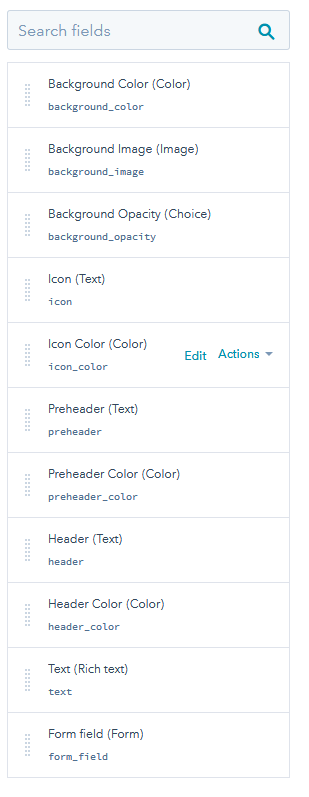 Search fields
Background Color (Color)
background_color
Background Image (Image)
background_image
Background Opacity (Choice)
background_opacity
Icon (Text)
icon
Icon Color (Color)
Edit Actions
icon_color
Preheader (Text)
preheader
Preheader Color (Color)
preheader_color
Header (Text)
header
Header Color (Color)
header_color
Text (Rich text)
text
Form field (Form)
form_field